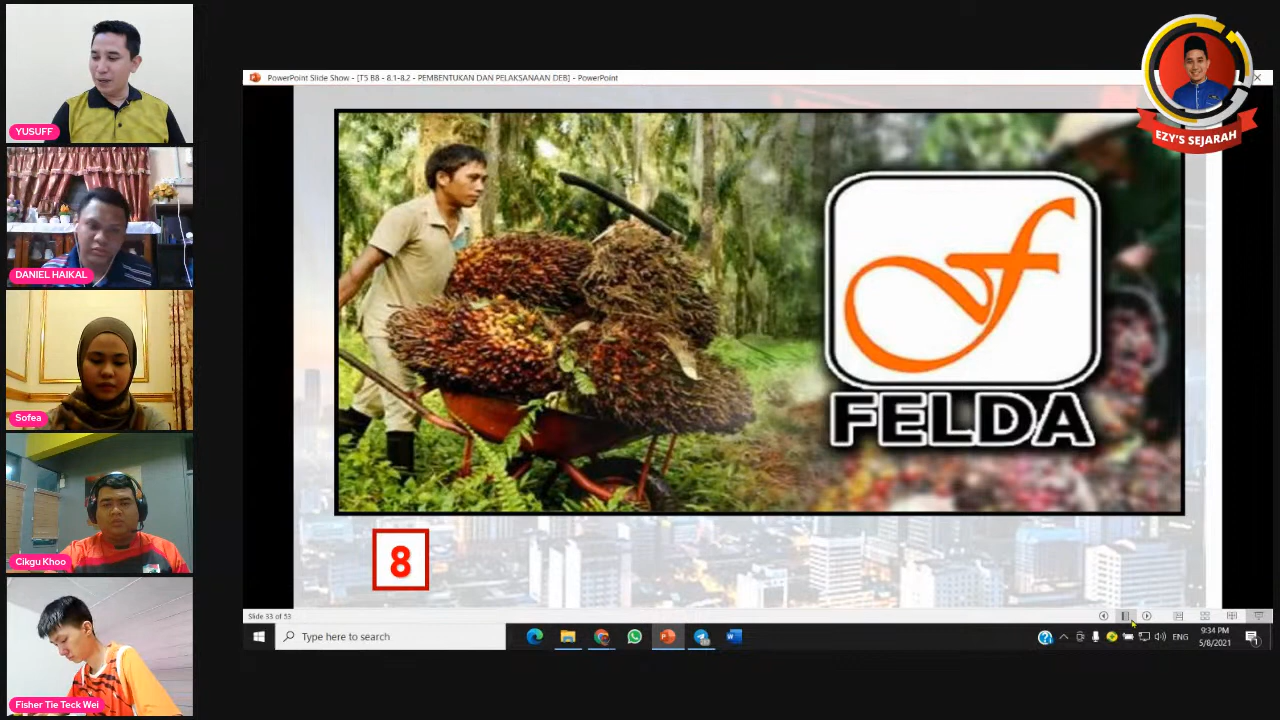 YUSUFF
DANIEL HAIKAL
Sofea
Cikgu Khoo
Fisher Tie Teck Wei
PowerPoint Slide Show - [T5 B8 - 8.1-8.2 - PEMBENTUKAN DAN PELAKSANAAN DEB] - PowerPoint
EZY'S SEJARAH
FELDA
8
Slide 33 of 53
Type here to search
ENG
9:34 PM
5/8/2021